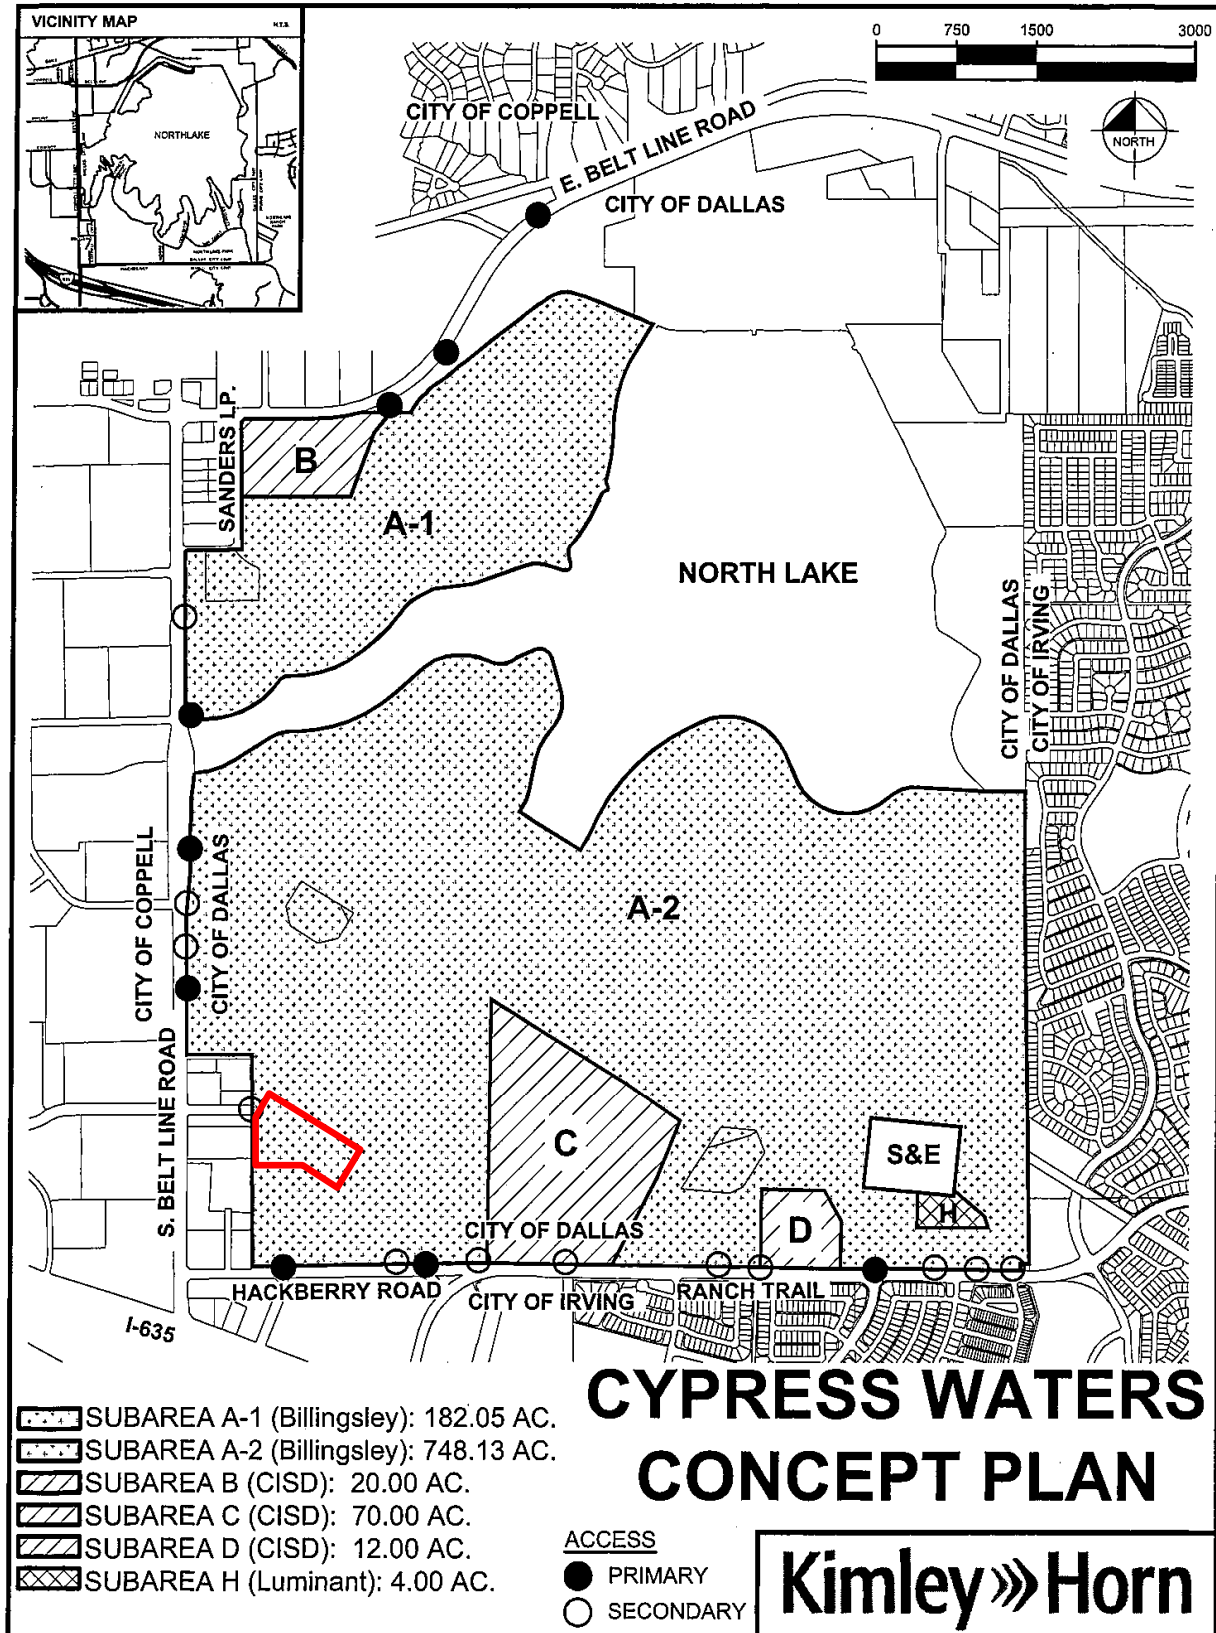 VICINITY MAP
N.T.S.
NORTHLAKE
0 750 1500 3000
NORTH
CITY OF COPPELL
E. BELT LINE ROAD
CITY OF DALLAS
SANDERS LP.
B
A-1
NORTH LAKE
CITY OF DALLAS
CITY OF IRVING
CITY OF COPPELL
CITY OF DALLAS
A-2
S. BELT LINE ROAD
C
S&E
H
D
CITY OF DALLAS
HACKBERRY ROAD
CITY OF IRVING
RANCH TRAIL
I-635
CYPRESS WATERS
CONCEPT PLAN
SUBAREA A-1 (Billingsley): 182.05 AC.
SUBAREA A-2 (Billingsley): 748.13 AC.
SUBAREA B (CISD): 20.00 AC.
SUBAREA C (CISD): 70.00 AC.
SUBAREA D (CISD): 12.00 AC.
SUBAREA H (Luminant): 4.00 AC.
ACCESS
PRIMARY
SECONDARY
Kimley»Horn